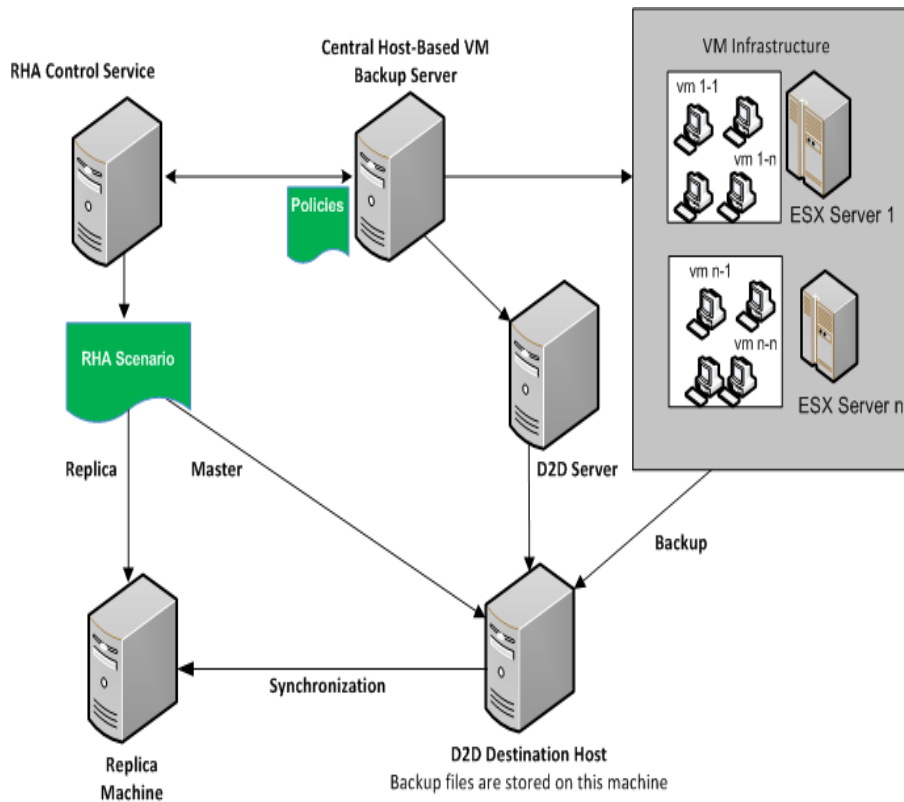 RHA Control Service
Central Host-Based VM
Backup Server
VM Infrastructure
vm 1-1
vm 1-n
ESX Server 1
Policies
vm n-1
vm n-n
ESX Server n
RHA Scenario
Replica
Master
D2D Server
Backup
Synchronization
Replica
Machine
D2D Destination Host
Backup files are stored on this machine